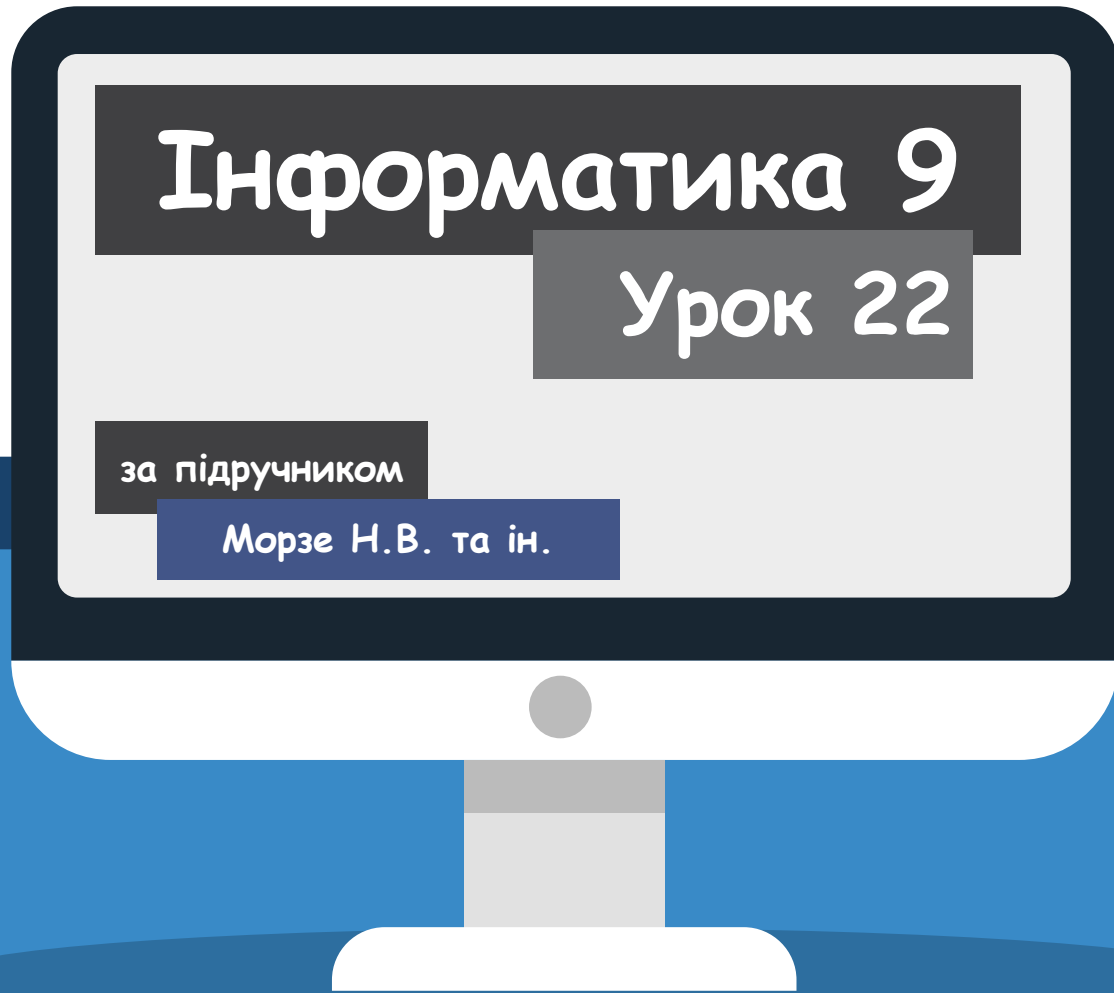 Інформатика 9
Урок 22
за підручником
Морзе Н.В. та ін.